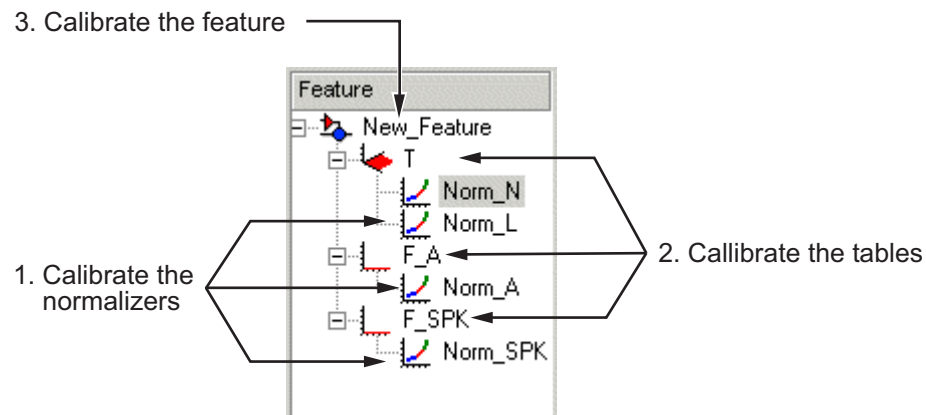 3. Calibrate the feature
Feature
New_Feature
T
Norm_N
Norm_L
F_A
Norm_A
F_SPK
Norm_SPK
1. Calibrate the
normalizers
2. Callibrate the tables